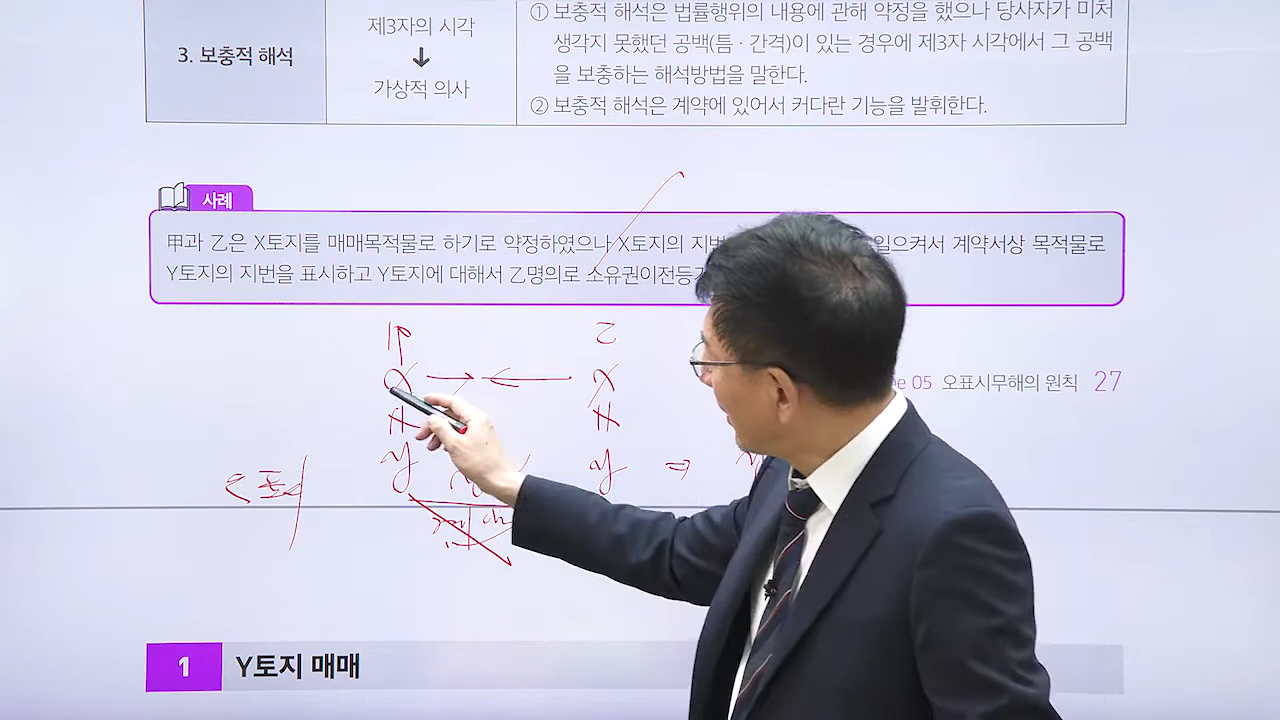 3. 보충적 해석
제3자의 시각
↓
가상적 의사
① 보충적 해석은 법률행위의 내용에 관해 약정을 했으나 당사자가 미처
생각지 못했던 공백(틈·간격)이 있는 경우에 제3자 시각에서 그 공백
을 보충하는 해석방법을 말한다.
② 보충적 해석은 계약에 있어서 커다란 기능을 발휘한다.
사례
甲과 乙은 X토지를 매매목적물로 하기로 약정하였으나 X토지의 지번 일으켜서 계약서상 목적물로
Y토지의 지번을 표시하고 Y토지에 대해서 乙명의로 소유권이전등
05 오표시무해의 원칙 27
X X
y y
오표시
1 Y토지 매매